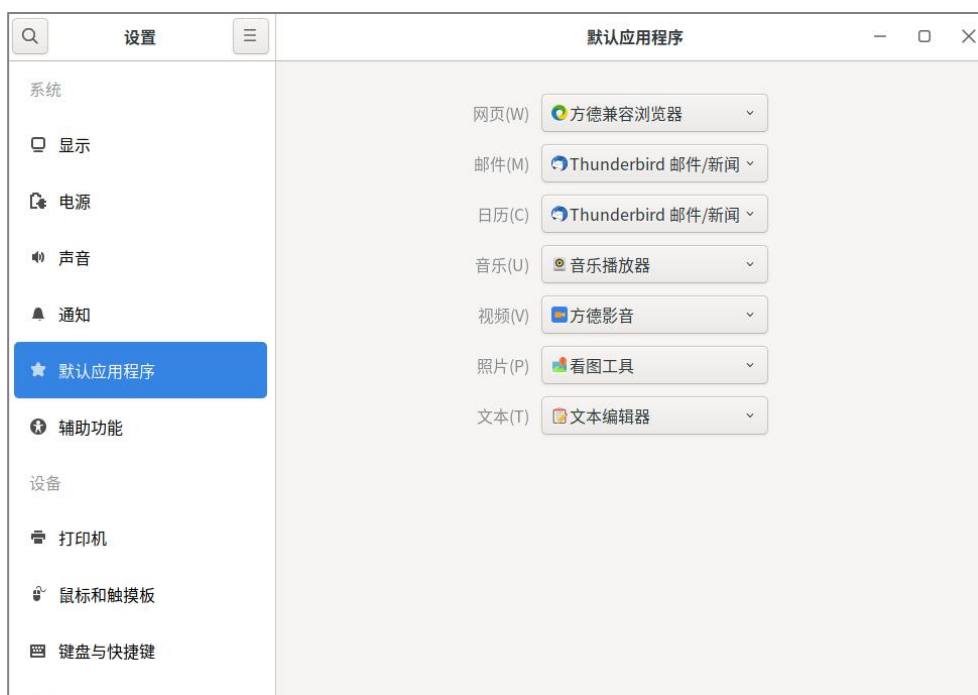 设置
默认应用程序
系统
显示
电源
声音
通知
默认应用程序
辅助功能
设备
打印机
鼠标和触摸板
键盘与快捷键
网页(W) 方德兼容浏览器
邮件(M) Thunderbird 邮件/新闻
日历(C) Thunderbird 邮件/新闻
音乐(U) 音乐播放器
视频(V) 方德影音
照片(P) 看图工具
文本(T) 文本编辑器